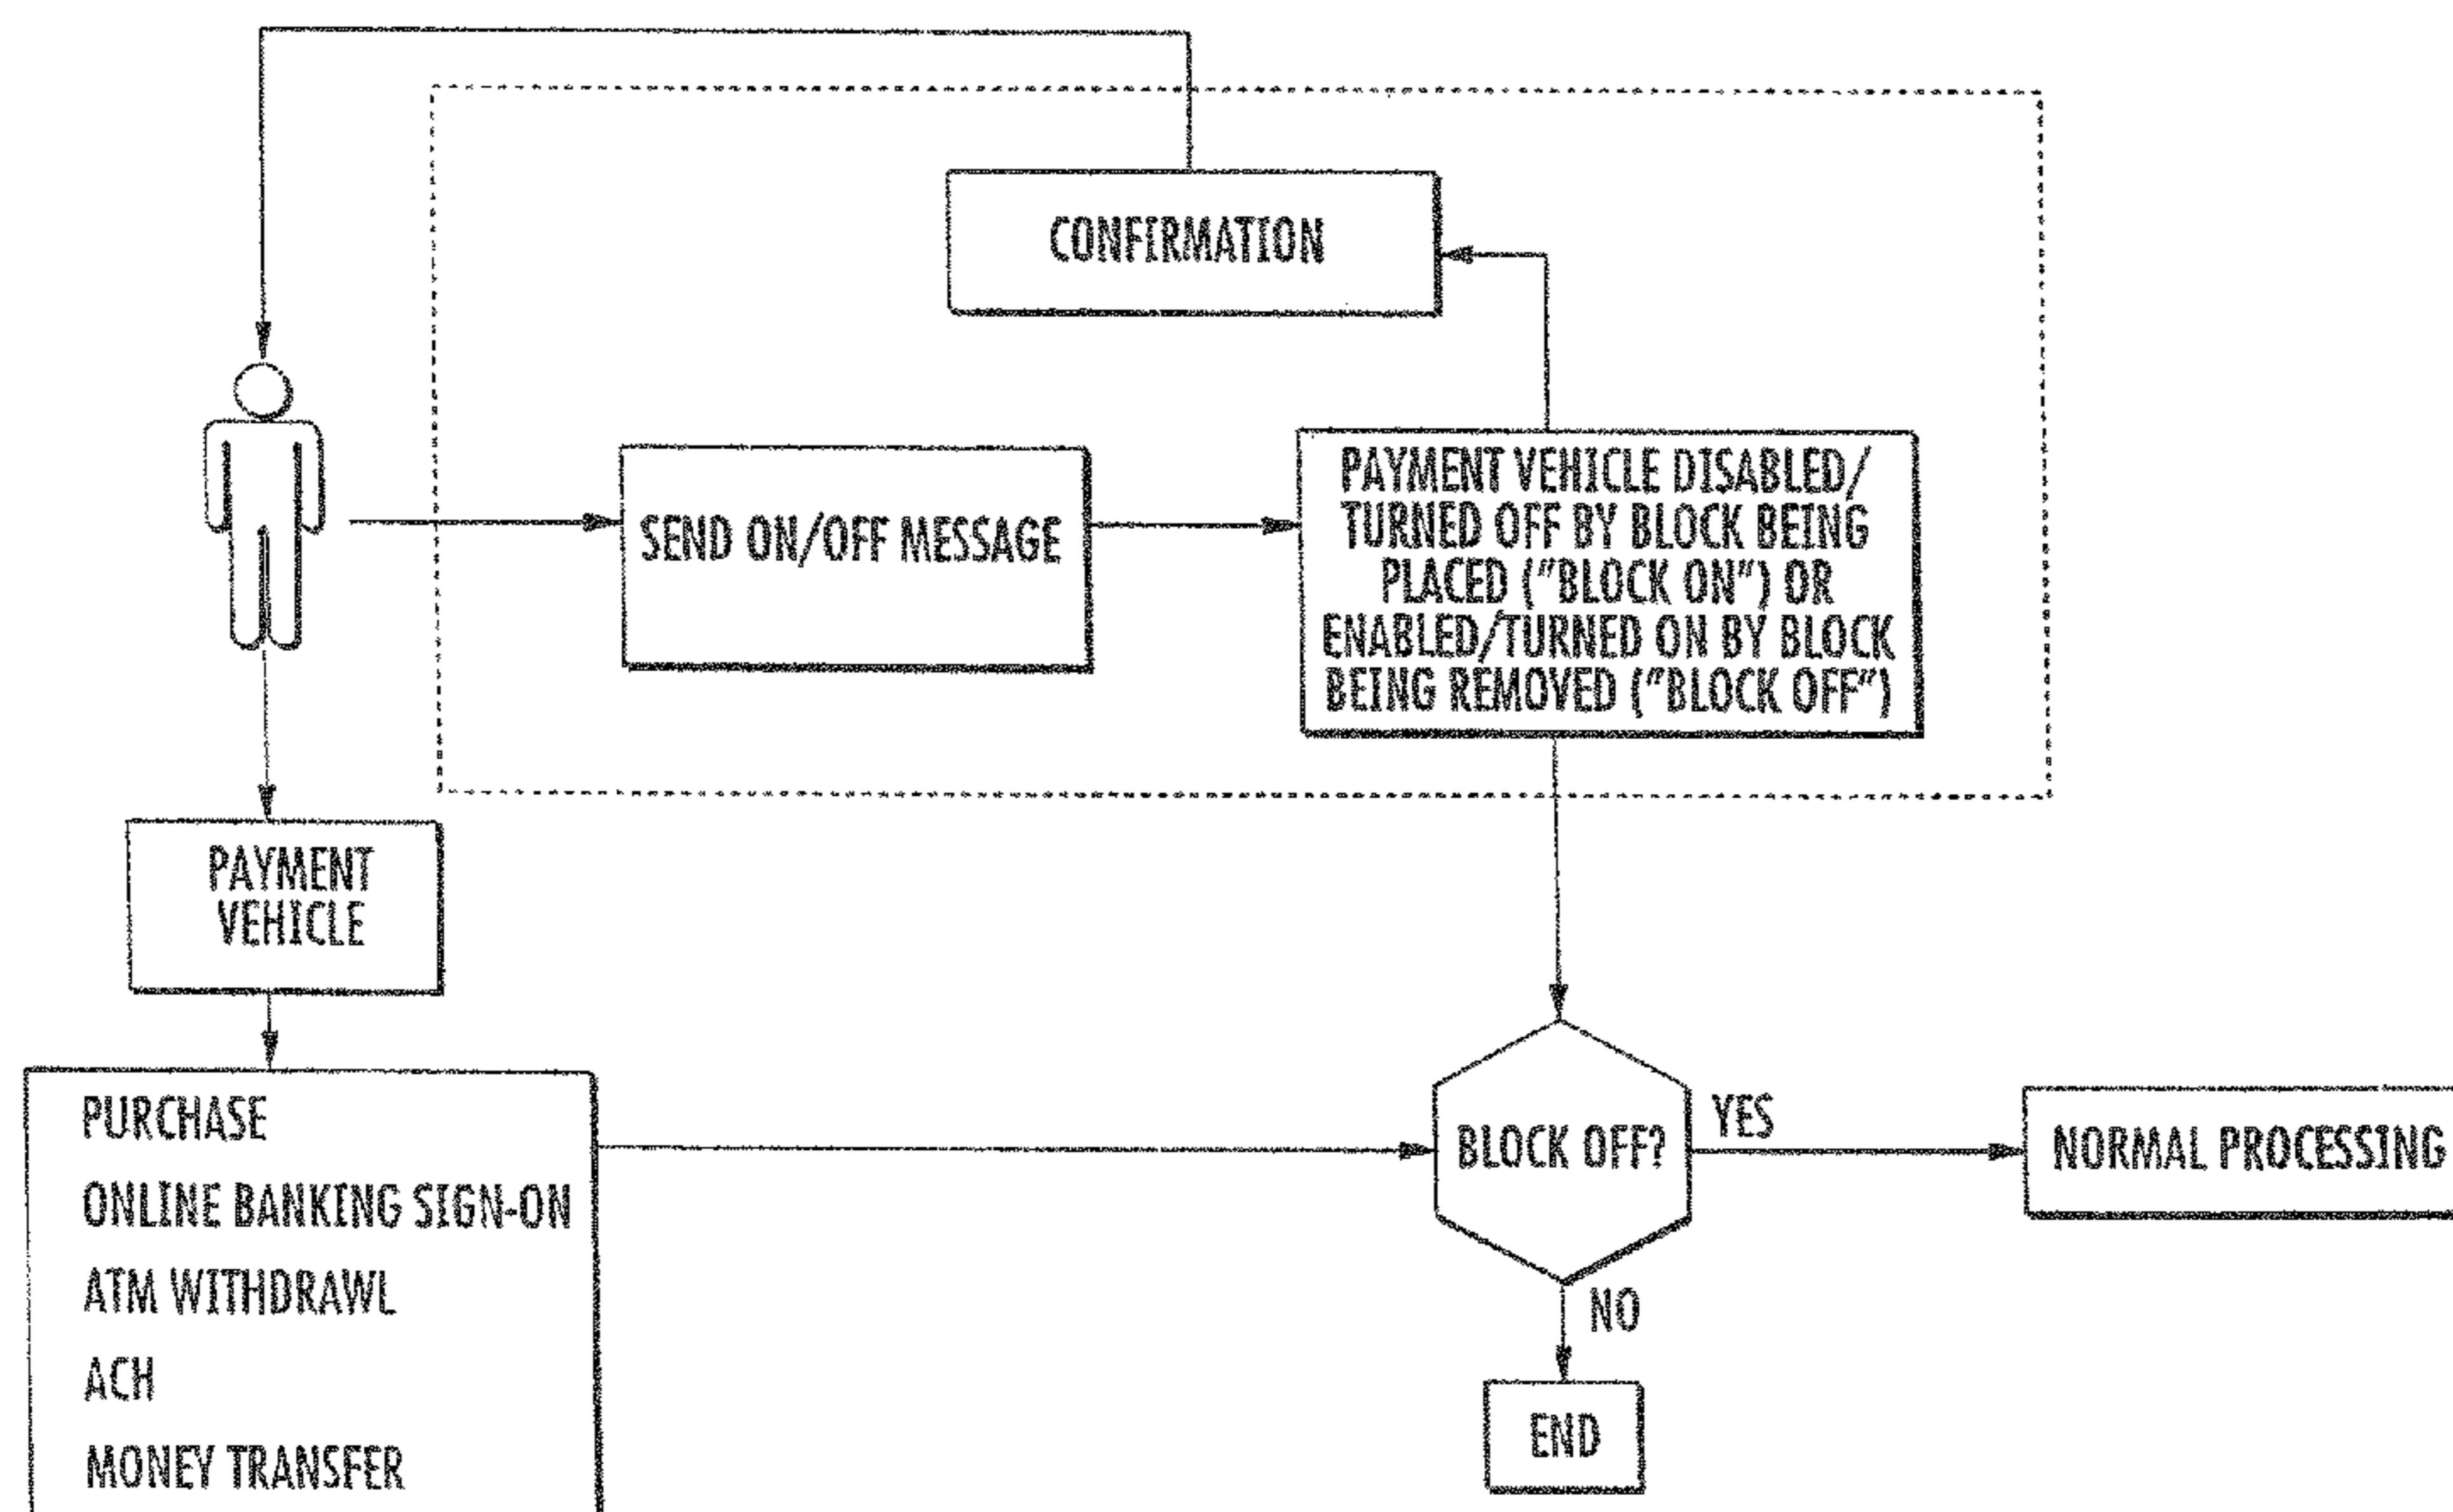 CONFIRMATION
SEND ON/OFF MESSAGE
PAYMENT VEHICLE DISABLED/
TURNED OFF BY BLOCK BEING
PLACED ("BLOCK ON") OR
ENABLED/TURNED ON BY BLOCK
BEING REMOVED ("BLOCK OFF")
PAYMENT
VEHICLE
PURCHASE
ONLINE BANKING SIGN-ON
ATM WITHDRAWL
ACH
MONEY TRANSFER
BLOCK OFF?
YES
NORMAL PROCESSING
NO
END